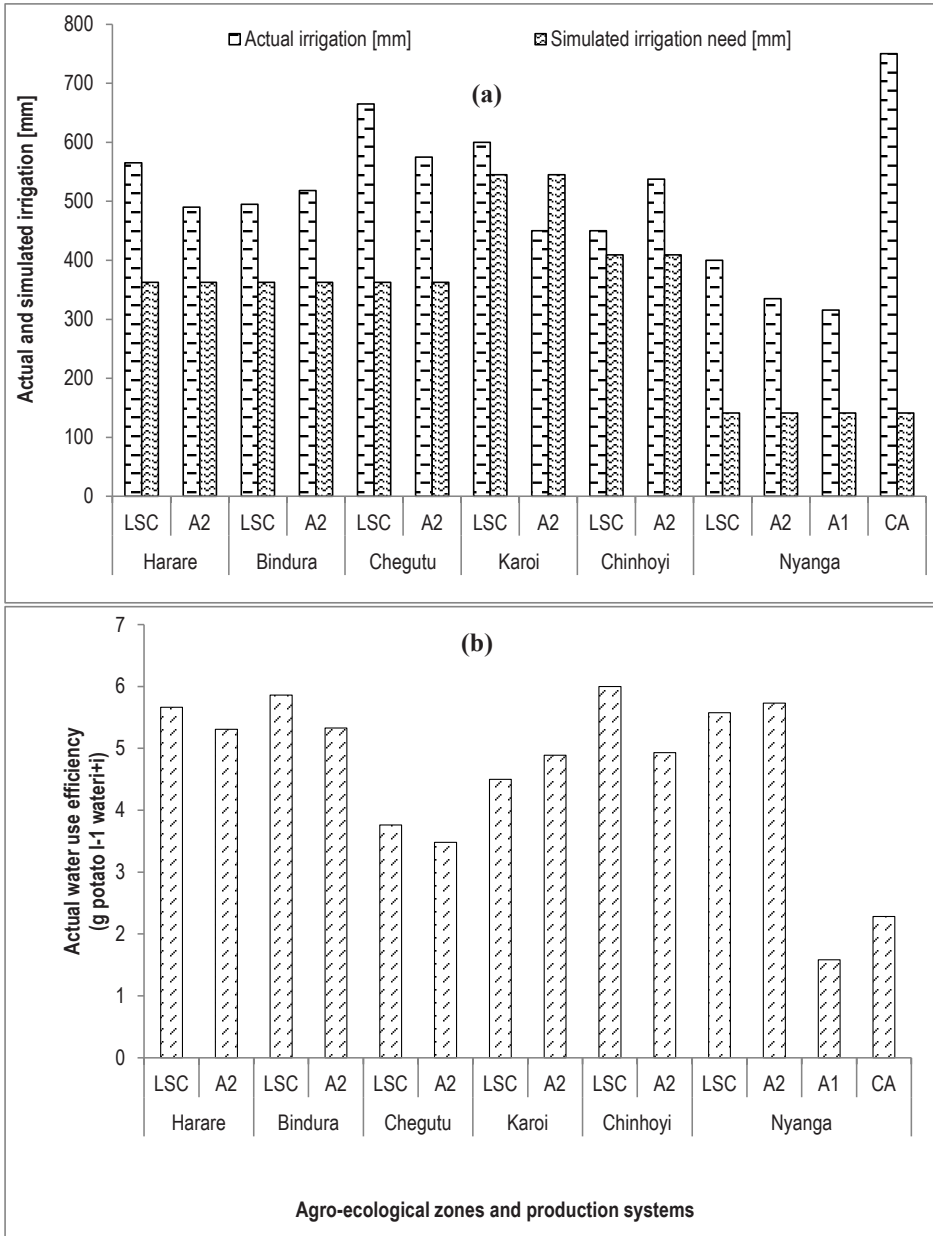 800
700
600
500
400
300
200
100
0
Actual and simulated irrigation [mm]
Actual irrigation [mm] Simulated irrigation need [mm]
(a)
LSC A2 LSC A2 LSC A2 LSC A2 LSC A2 LSC A2 A1 CA
Harare Bindura Chegutu Karoi Chinhoyi Nyanga
7
6
5
4
3
2
1
0
Actual water use efficiency
(g potato l-1 wateri+i)
(b)
LSC A2 LSC A2 LSC A2 LSC A2 LSC A2 LSC A2 A1 CA
Harare Bindura Chegutu Karoi Chinhoyi Nyanga
Agro-ecological zones and production systems